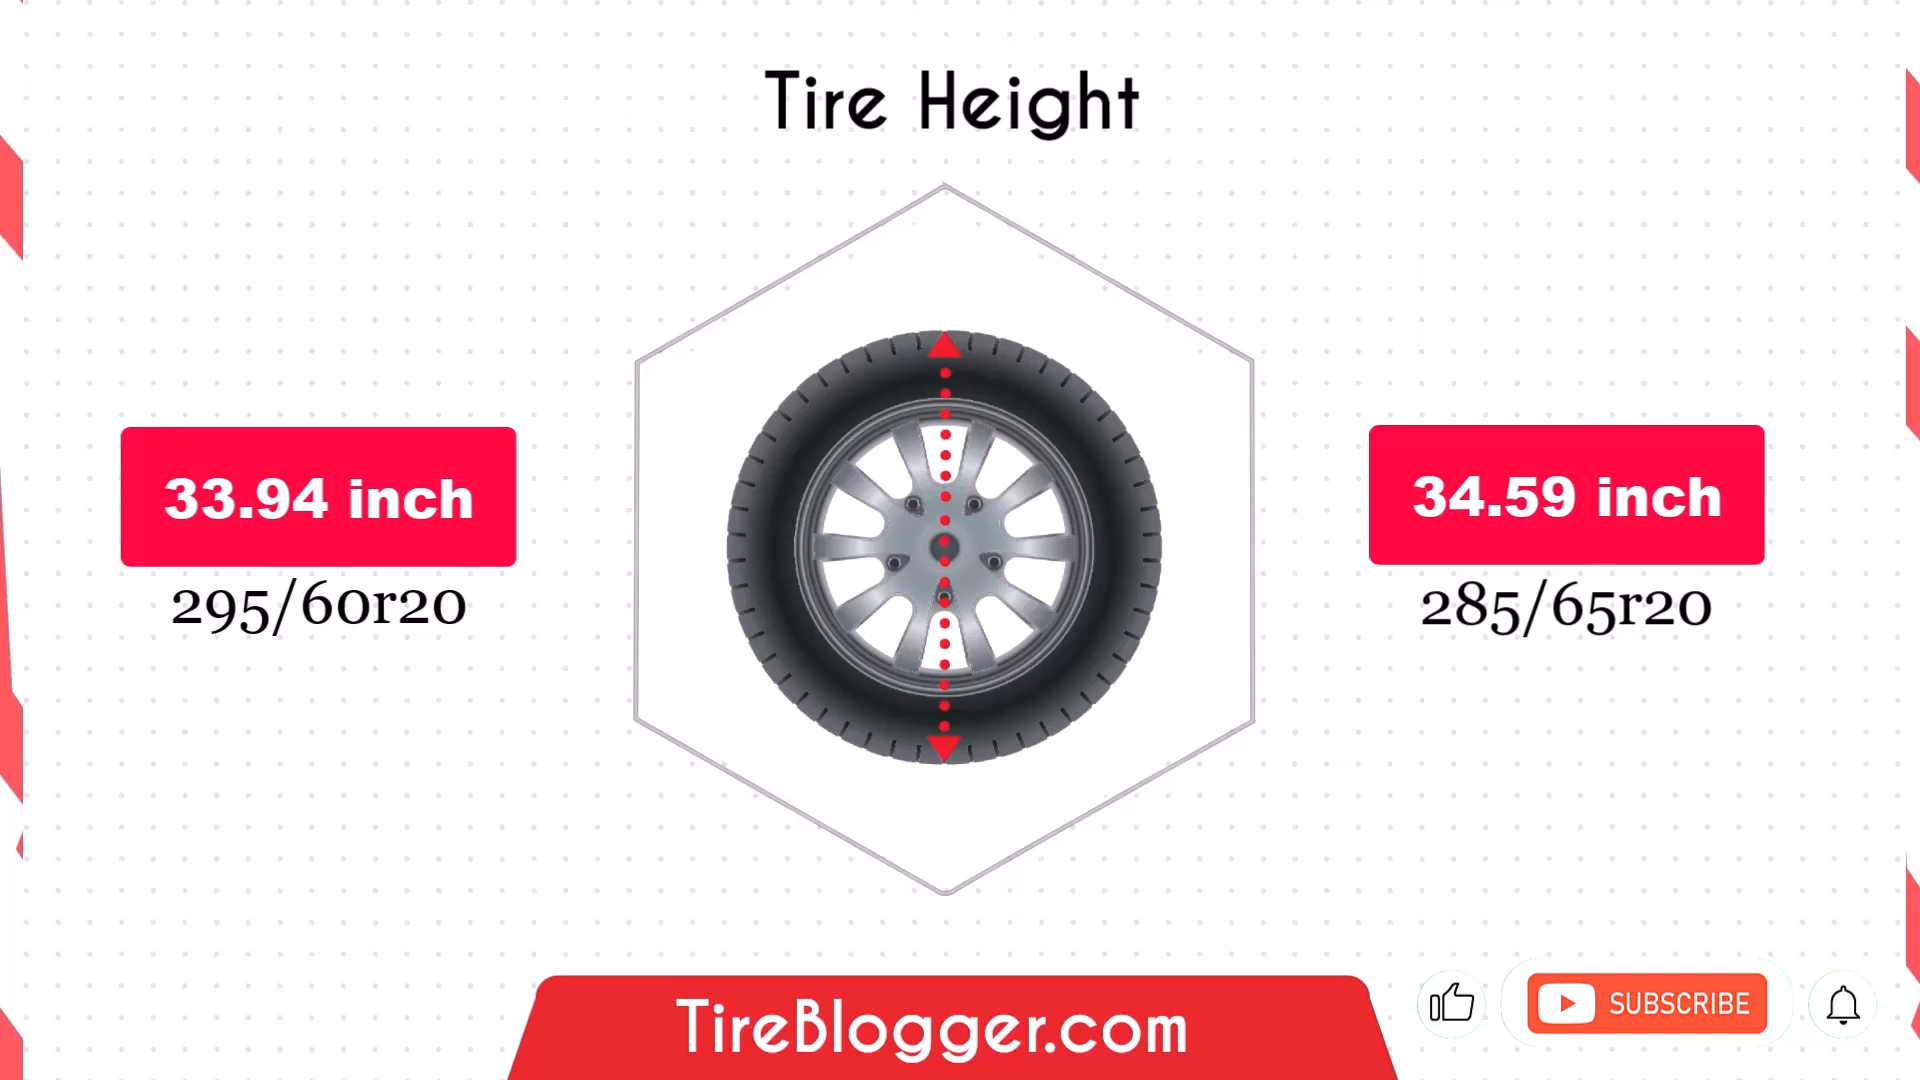 Tire Height
33.94 inch
295/60r20
34.59 inch
285/65r20
TireBlogger.com
SUBSCRIBE